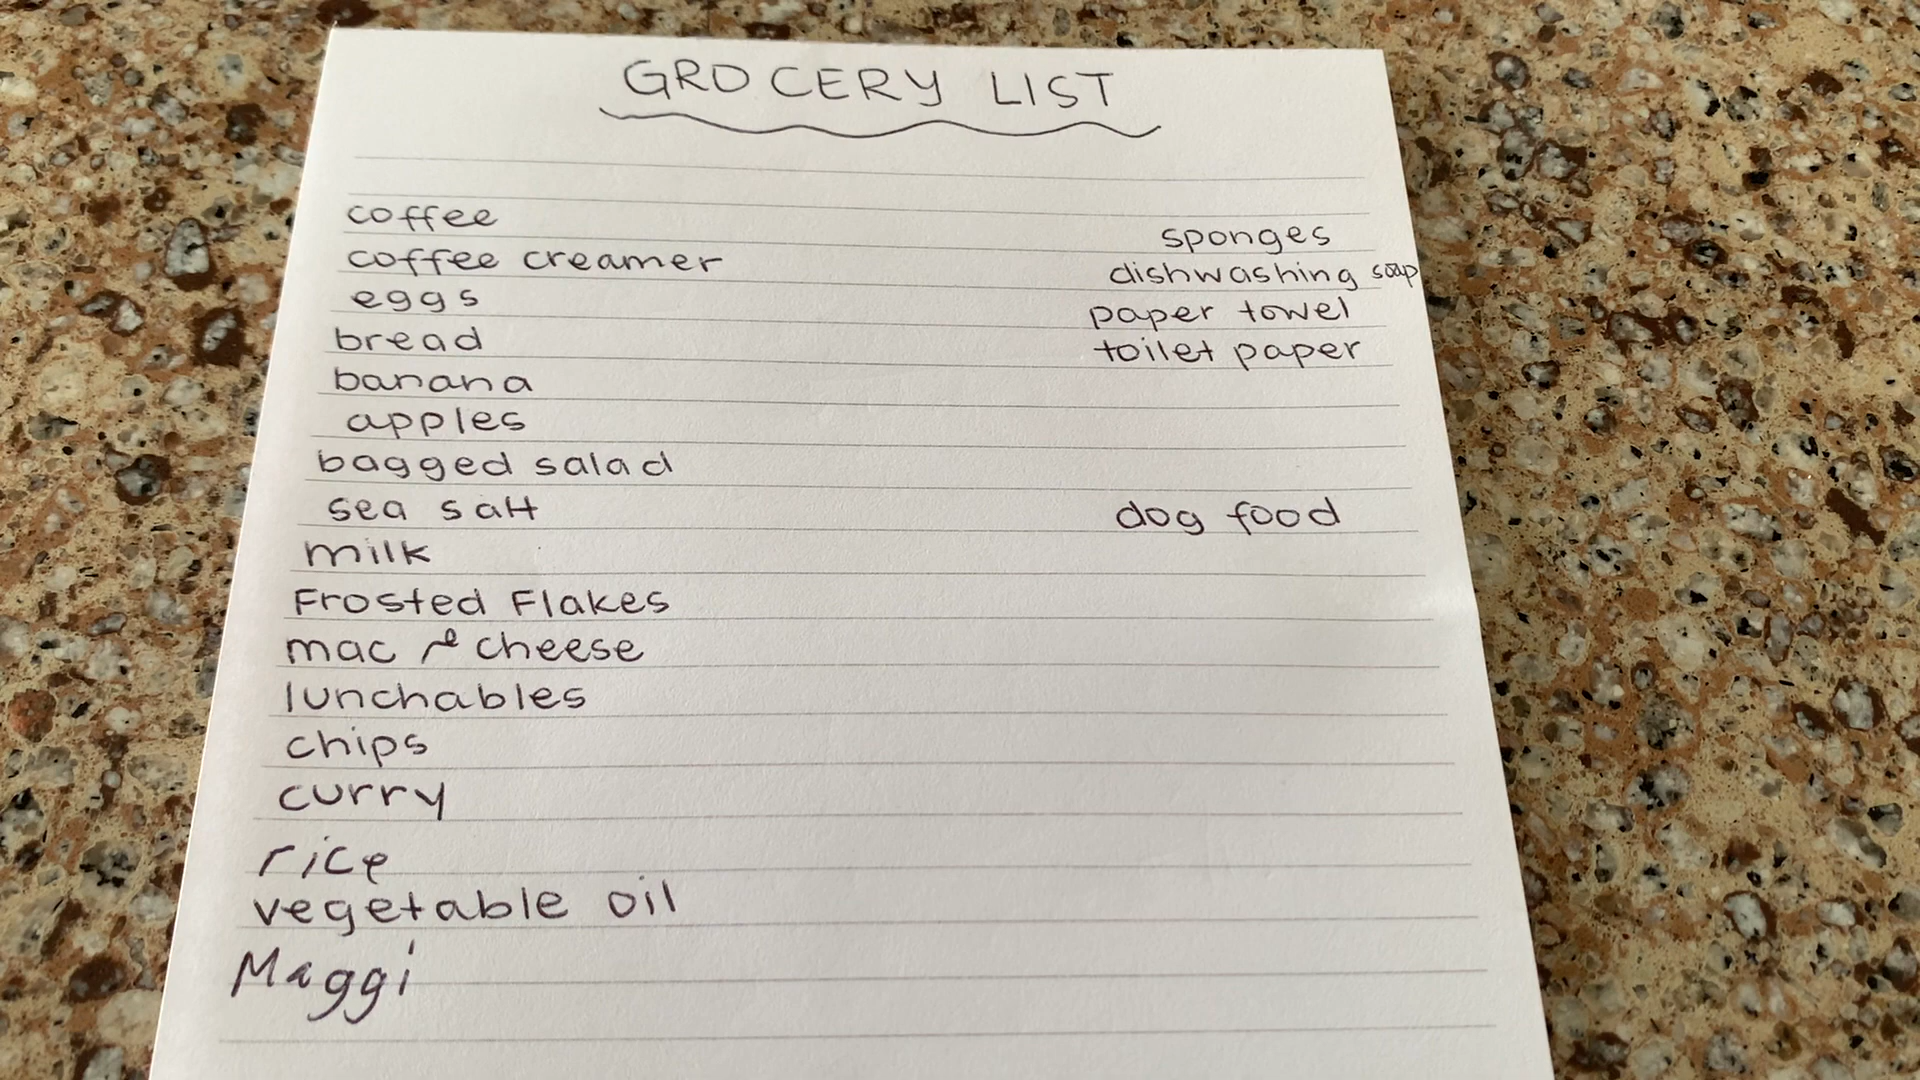 GROCERY LIST
coffee
coffee creamer
eggs
bread
banana
apples
bagged salad
sea salt
milk
Frosted Flakes
mac & cheese
lunchables
chips
curry
rice
vegetable oil
Maggi
sponges
dishwashing soap
paper towel
toilet paper
dog food